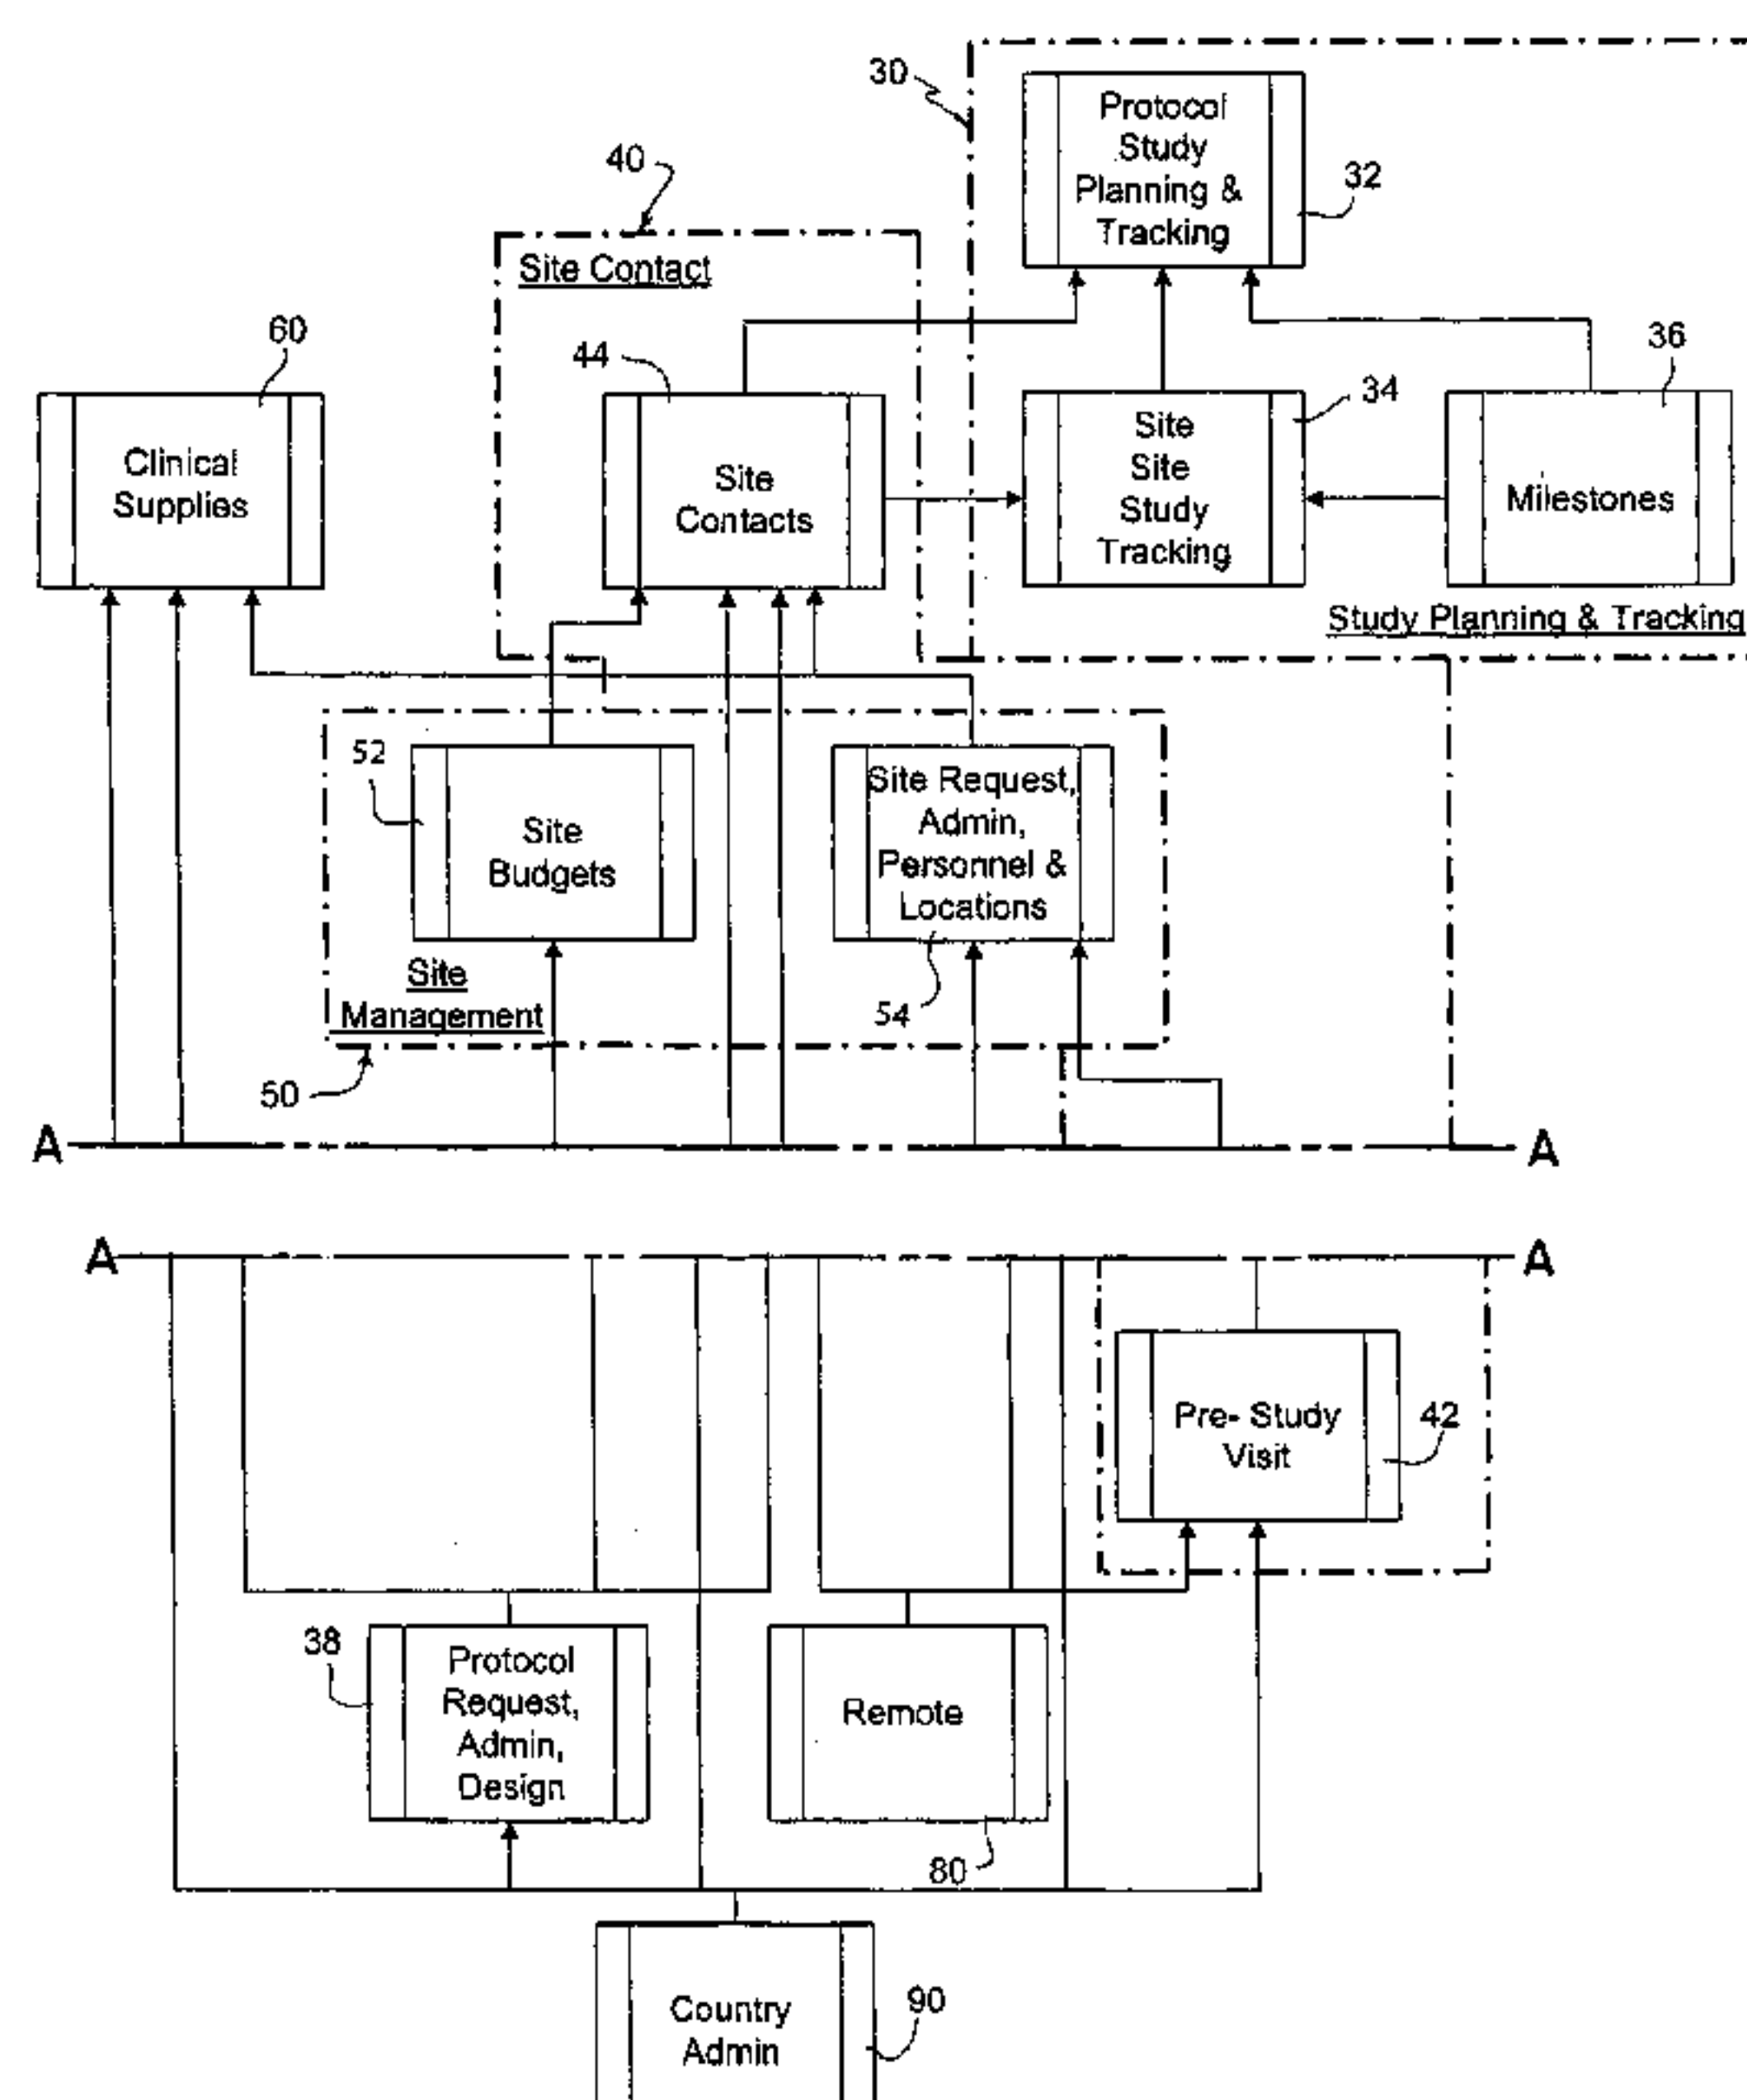 30
Protocol
Study
Planning &
Tracking
32
40
Site Contact
60
44
36
34
Clinical
Supplies
Site
Contacts
Site
Site
Study
Tracking
Milestones
Study Planning & Tracking
52
Site
Budgets
Site Request,
Admin,
Personnel &
Locations
Site
Management
54
50
A
A
A
A
Pre- Study
Visit
42
38
Protocol
Request,
Admin,
Design
Remote
80
Country
Admin
90